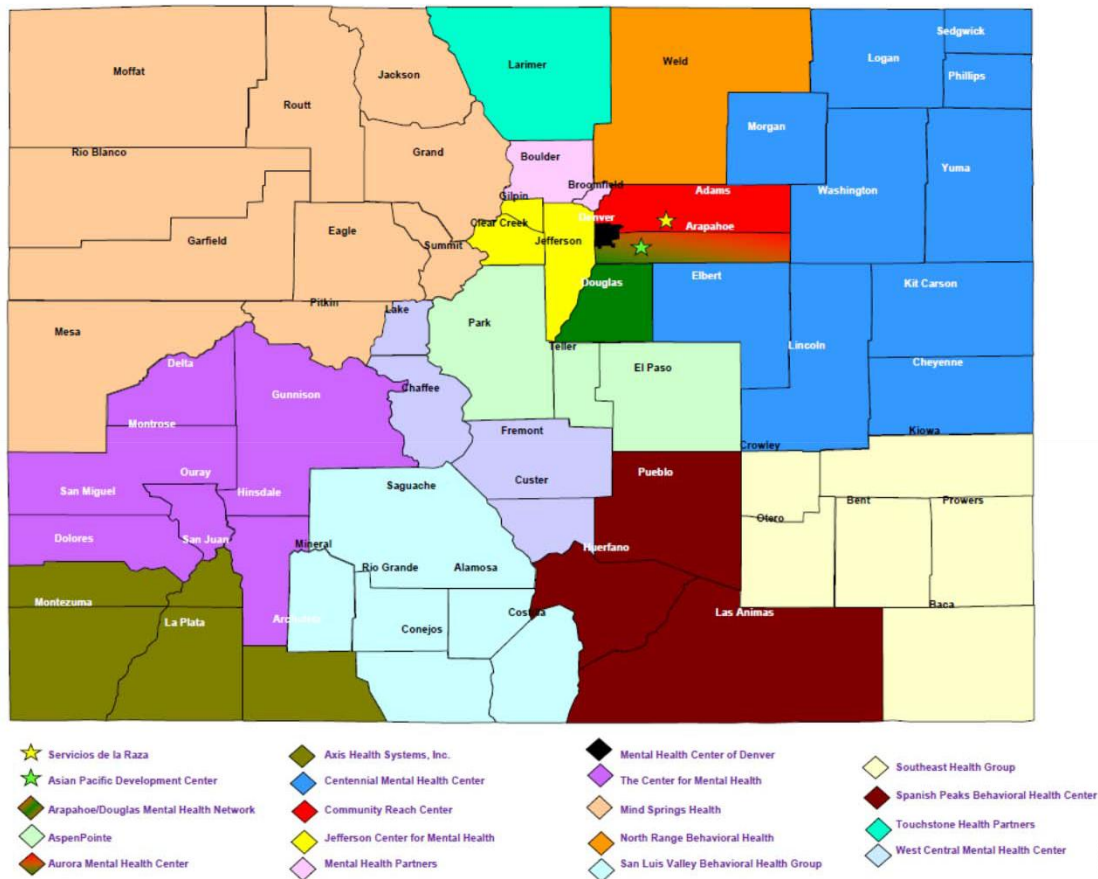 Sedgwick
Logan
Weld
Larimer
Moffat
Jackson
Phillips
Routt
Morgan
Rio Blanco
Grand
Boulder
Yuma
Broomfield
Adams
Washington
Gilpin
Denver
Clear Creek
Arapahoe
Eagle
Garfield
Summit
Jefferson
Elbert
Douglas
Kit Carson
Pitkin
Lake
Park
Mesa
Teller
Lincoln
Delta
El Paso
Cheyenne
Chaffee
Gunnison
Montrose
Fremont
Kiowa
Crowley
Ouray
Pueblo
Saguache
Custer
San Miguel
Hinsdale
Bent
Prowers
Otero
Dolores
San Juan
Mineral
Huerfano
Rio Grande
Alamosa
Montezuma
Baca
Costilla
Las Animas
La Plata
Archuleta
Conejos
Servicios de la Raza
Asian Pacific Development Center
Arapahoe/Douglas Mental Health Network
AspenPointe
Aurora Mental Health Center
Axis Health Systems, Inc.
Centennial Mental Health Center
Community Reach Center
Jefferson Center for Mental Health
Mental Health Partners
Mental Health Center of Denver
The Center for Mental Health
Mind Springs Health
North Range Behavioral Health
San Luis Valley Behavioral Health Group
Southeast Health Group
Spanish Peaks Behavioral Health Center
Touchstone Health Partners
West Central Mental Health Center